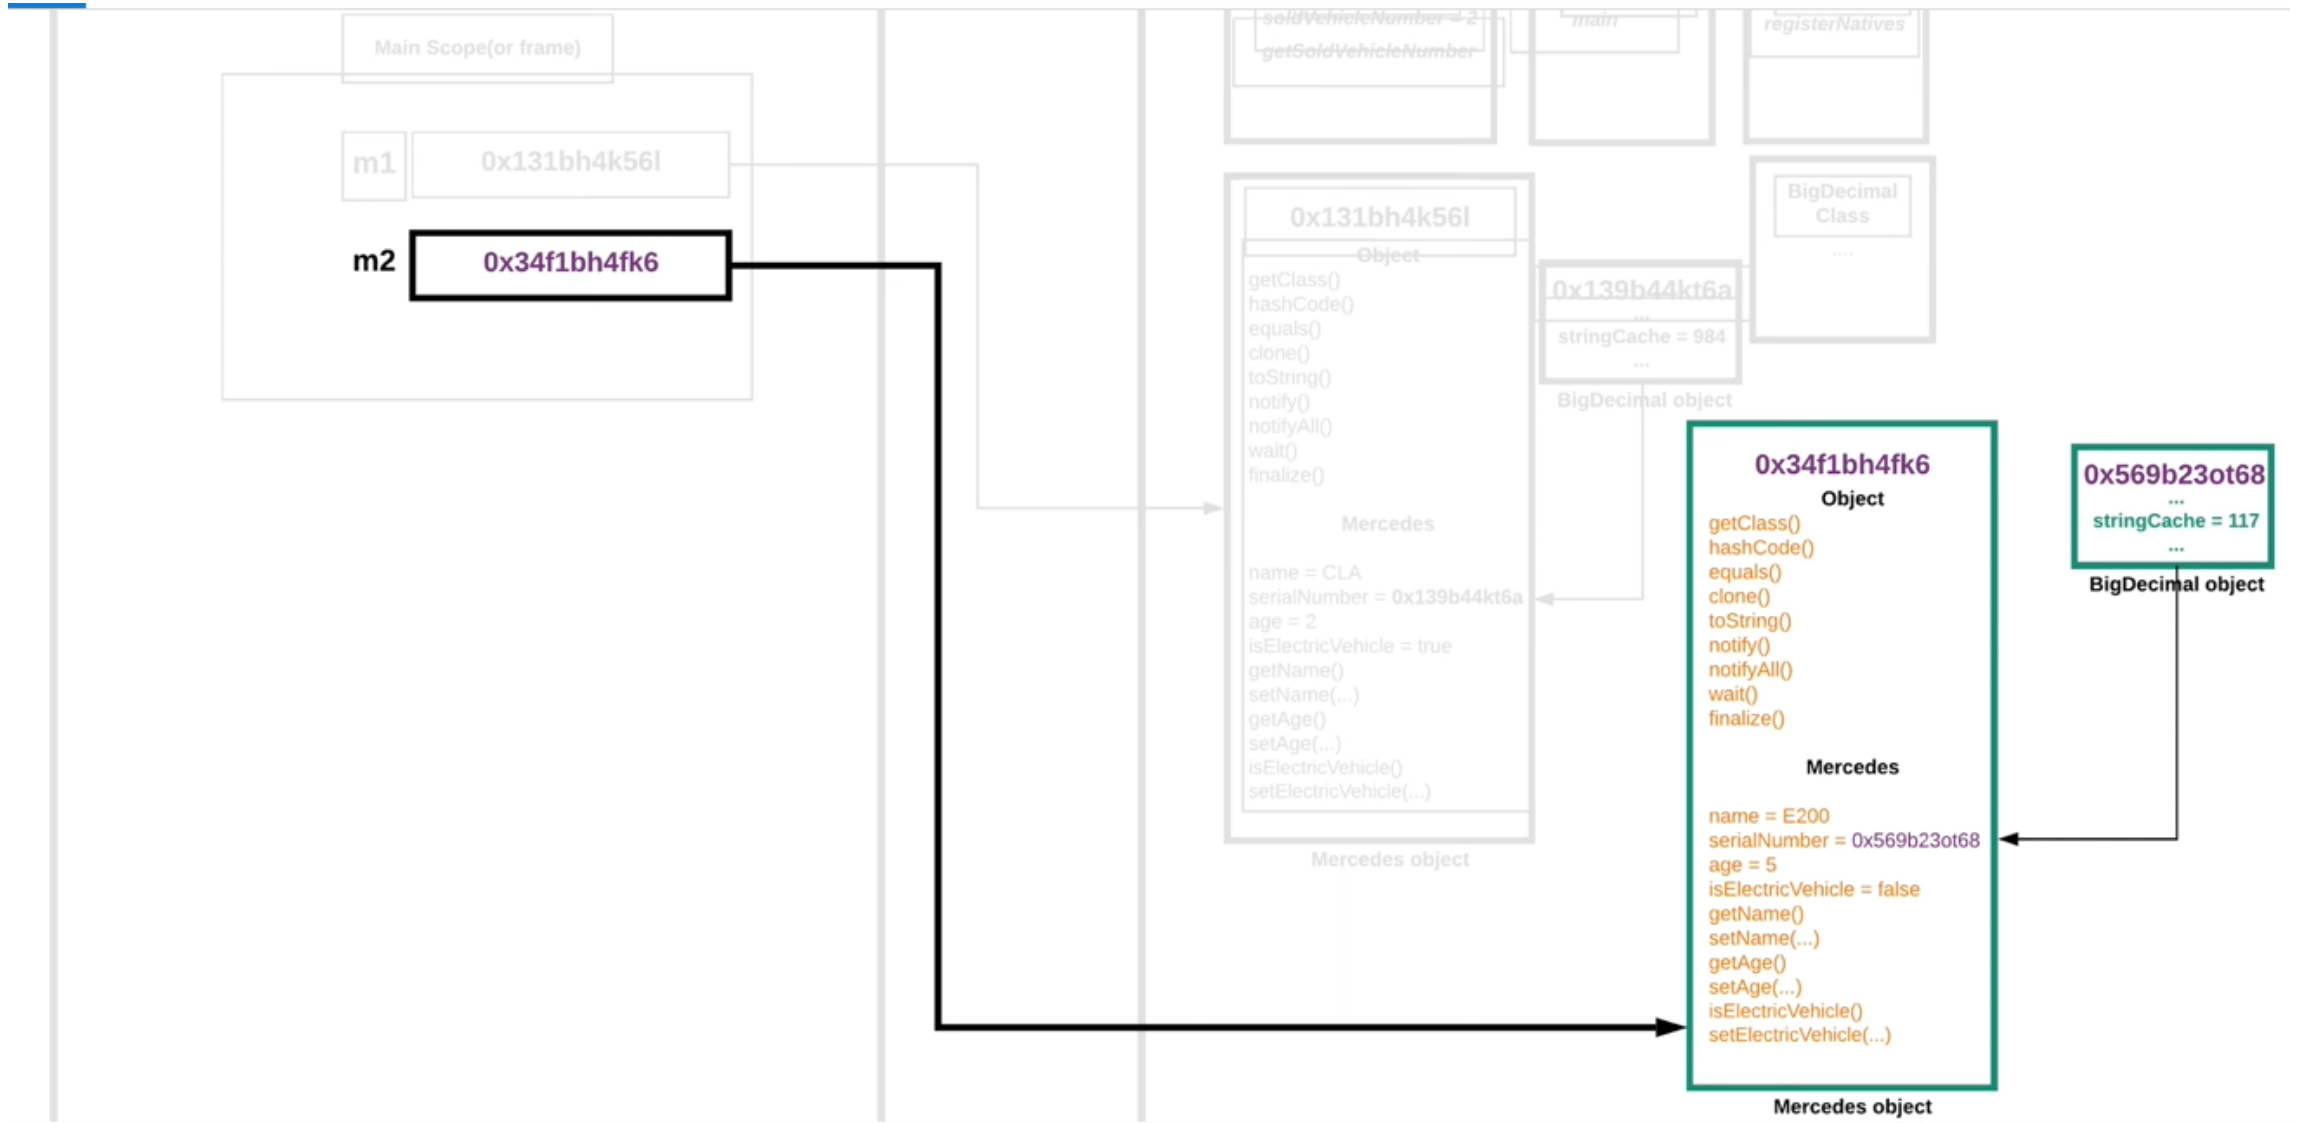 soldVehicleNumber = 2
getSoldVehicleNumber
main
registerNatives
Main Scope(or frame)
m1
0x131bh4k56l
m2
0x34f1bh4fk6
0x131bh4k56l
Object
getClass()
hashCode()
equals()
clone()
toString()
notify()
notifyAll()
wait()
finalize()
Mercedes
name = CLA
serialNumber = 0x139b44kt6a
age = 2
isElectricVehicle = true
getName()
setName(...)
getAge()
setAge(...)
isElectricVehicle()
setElectricVehicle(...)
Mercedes object
BigDecimal
Class
....
0x139b44kt6a
...
stringCache = 984
...
BigDecimal object
0x34f1bh4fk6
Object
getClass()
hashCode()
equals()
clone()
toString()
notify()
notifyAll()
wait()
finalize()
Mercedes
name = E200
serialNumber = 0x569b23ot68
age = 5
isElectricVehicle = false
getName()
setName(...)
getAge()
setAge(...)
isElectricVehicle()
setElectricVehicle(...)
Mercedes object
0x569b23ot68
...
stringCache = 117
...
BigDecimal object